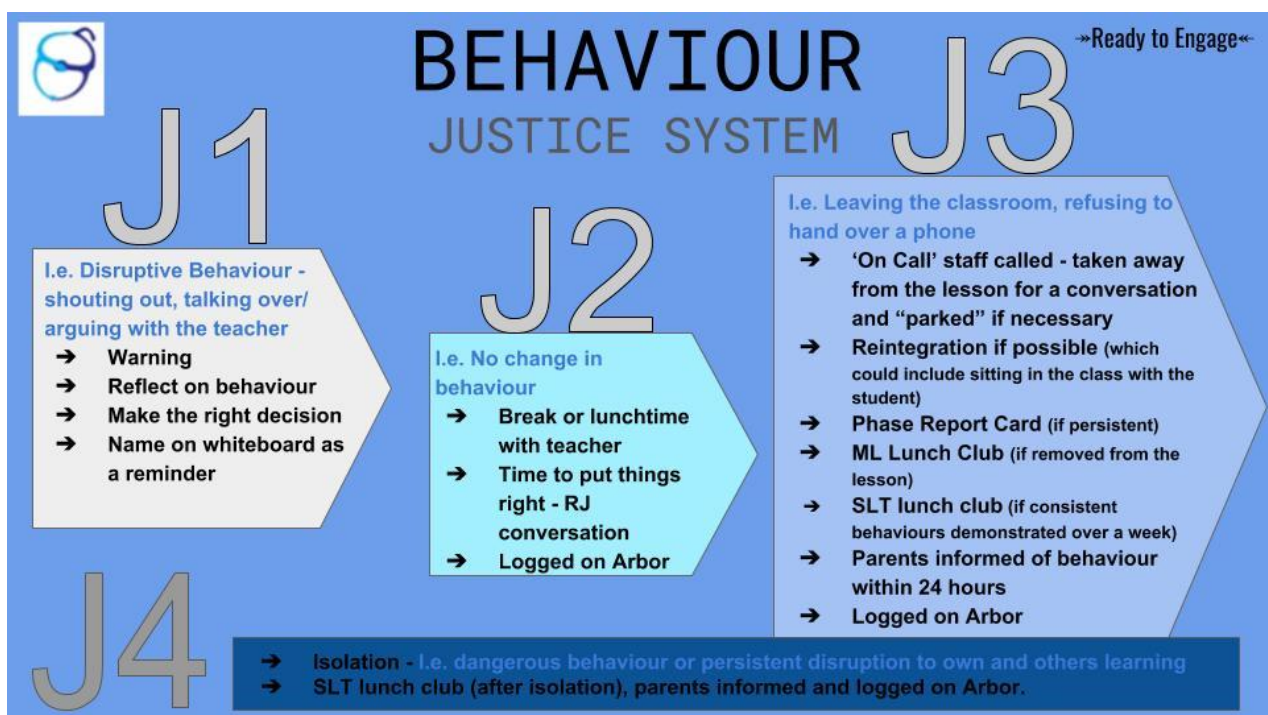 BEHAVIOUR
JUSTICE SYSTEM
→Ready to Engage←
J1
I.e. Disruptive Behaviour -
shouting out, talking over/
arguing with the teacher
➔ Warning
➔ Reflect on behaviour
➔ Make the right decision
➔ Name on whiteboard as
a reminder
J2
I.e. No change in
behaviour
➔ Break or lunchtime
with teacher
➔ Time to put things
right - RJ
conversation
➔ Logged on Arbor
J3
I.e. Leaving the classroom, refusing to
hand over a phone
➔ ‘On Call’ staff called - taken away
from the lesson for a conversation
and “parked” if necessary
➔ Reintegration if possible (which
could include sitting in the class with the
student)
➔ Phase Report Card (if persistent)
➔ ML Lunch Club (if removed from the
lesson)
➔ SLT lunch club (if consistent
behaviours demonstrated over a week)
➔ Parents informed of behaviour
within 24 hours
➔ Logged on Arbor
J4
➔ Isolation - I.e. dangerous behaviour or persistent disruption to own and others learning
➔ SLT lunch club (after isolation), parents informed and logged on Arbor.